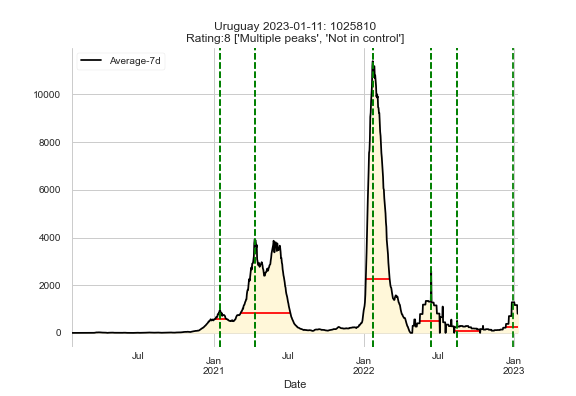 Uruguay 2023-01-11: 1025810
Rating:8 ['Multiple peaks', 'Not in control']
Average-7d
10000
8000
6000
4000
2000
0
Jul
Jan
2021
Jul
Jan
2022
Jul
Jan
2023
Date